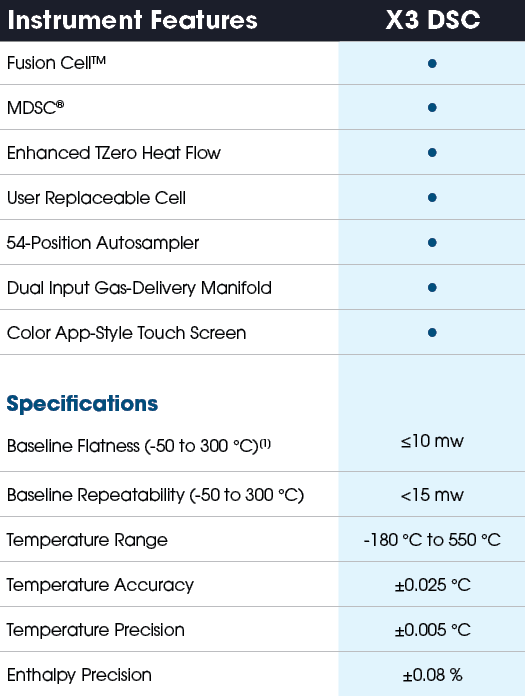 Instrument Features X3 DSC
Fusion Cell™ •
MDSC® •
Enhanced TZero Heat Flow •
User Replaceable Cell •
54-Position Autosampler •
Dual Input Gas-Delivery Manifold •
Color App-Style Touch Screen •
Specifications
Baseline Flatness (-50 to 300 °C)⁽¹⁾ ≤10 mw
Baseline Repeatability (-50 to 300 °C) <15 mw
Temperature Range -180 °C to 550 °C
Temperature Accuracy ±0.025 °C
Temperature Precision ±0.005 °C
Enthalpy Precision ±0.08 %